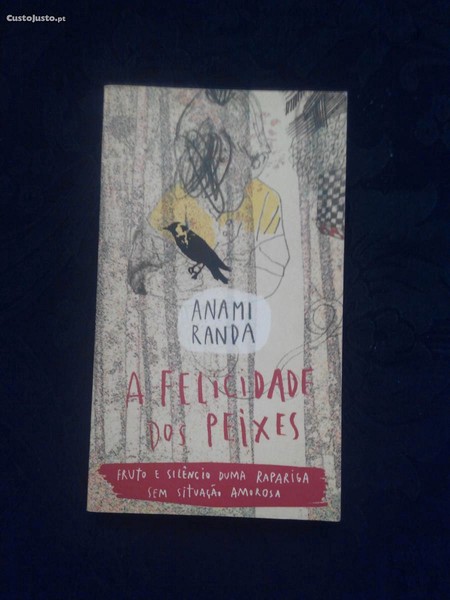 CustoJusto.pt
ANAMI
RANDA
A FELICIDADE
DOS PEIXES
FRUTO E SILÊNCIO DUMA RAPARIGA
SEM SITUAÇÃO AMOROSA